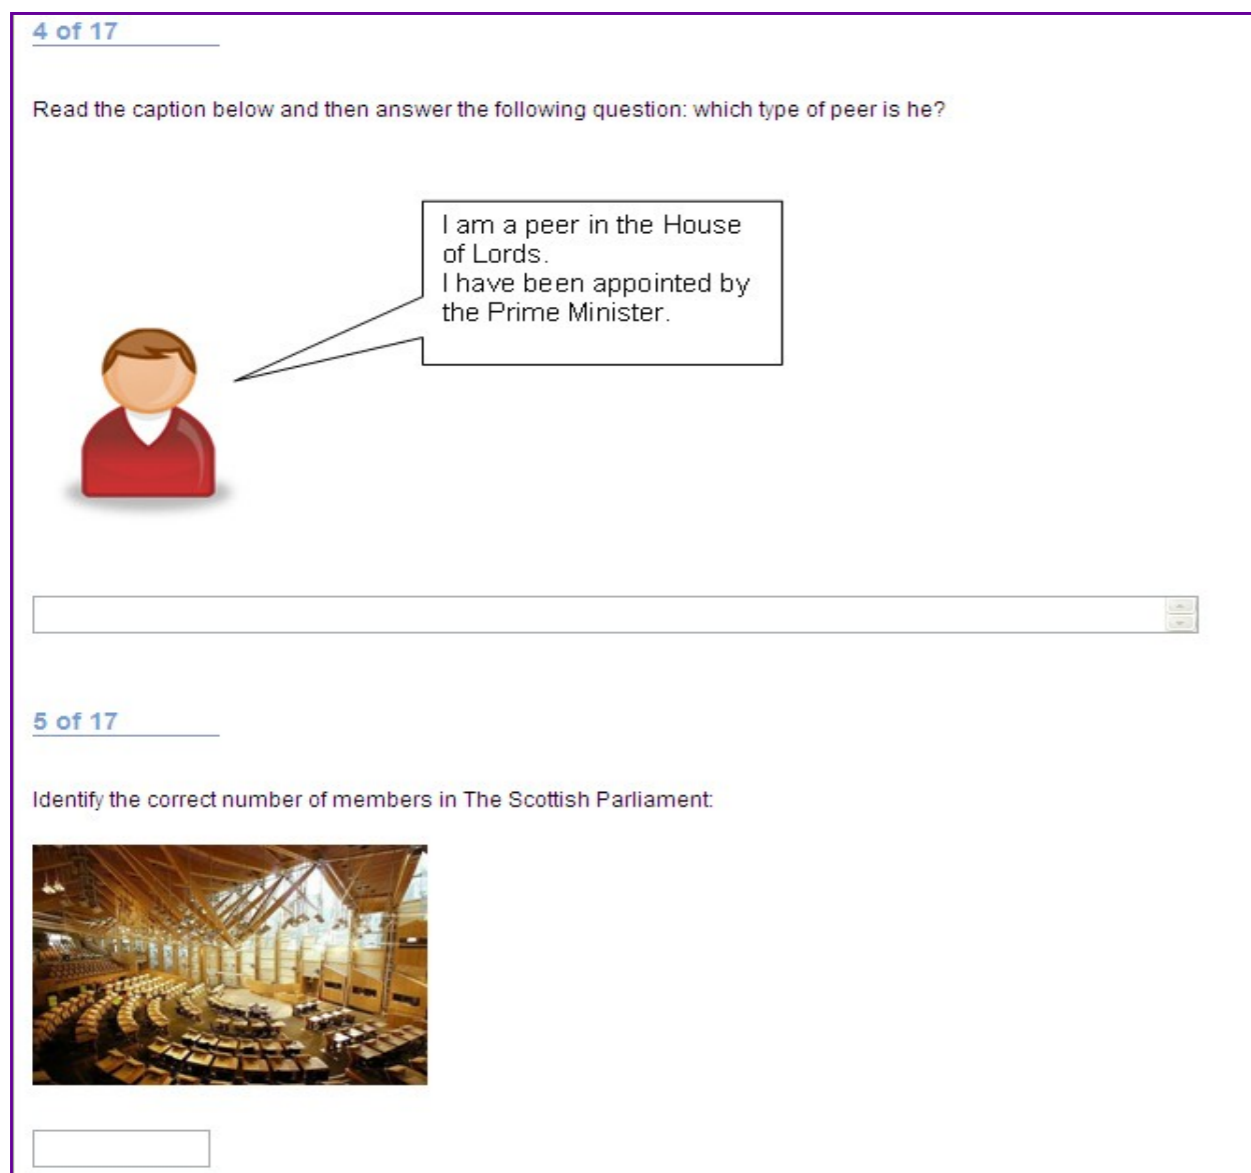 4 of 17
Read the caption below and then answer the following question: which type of peer is he?
I am a peer in the House
of Lords.
I have been appointed by
the Prime Minister.
5 of 17
Identify the correct number of members in The Scottish Parliament: